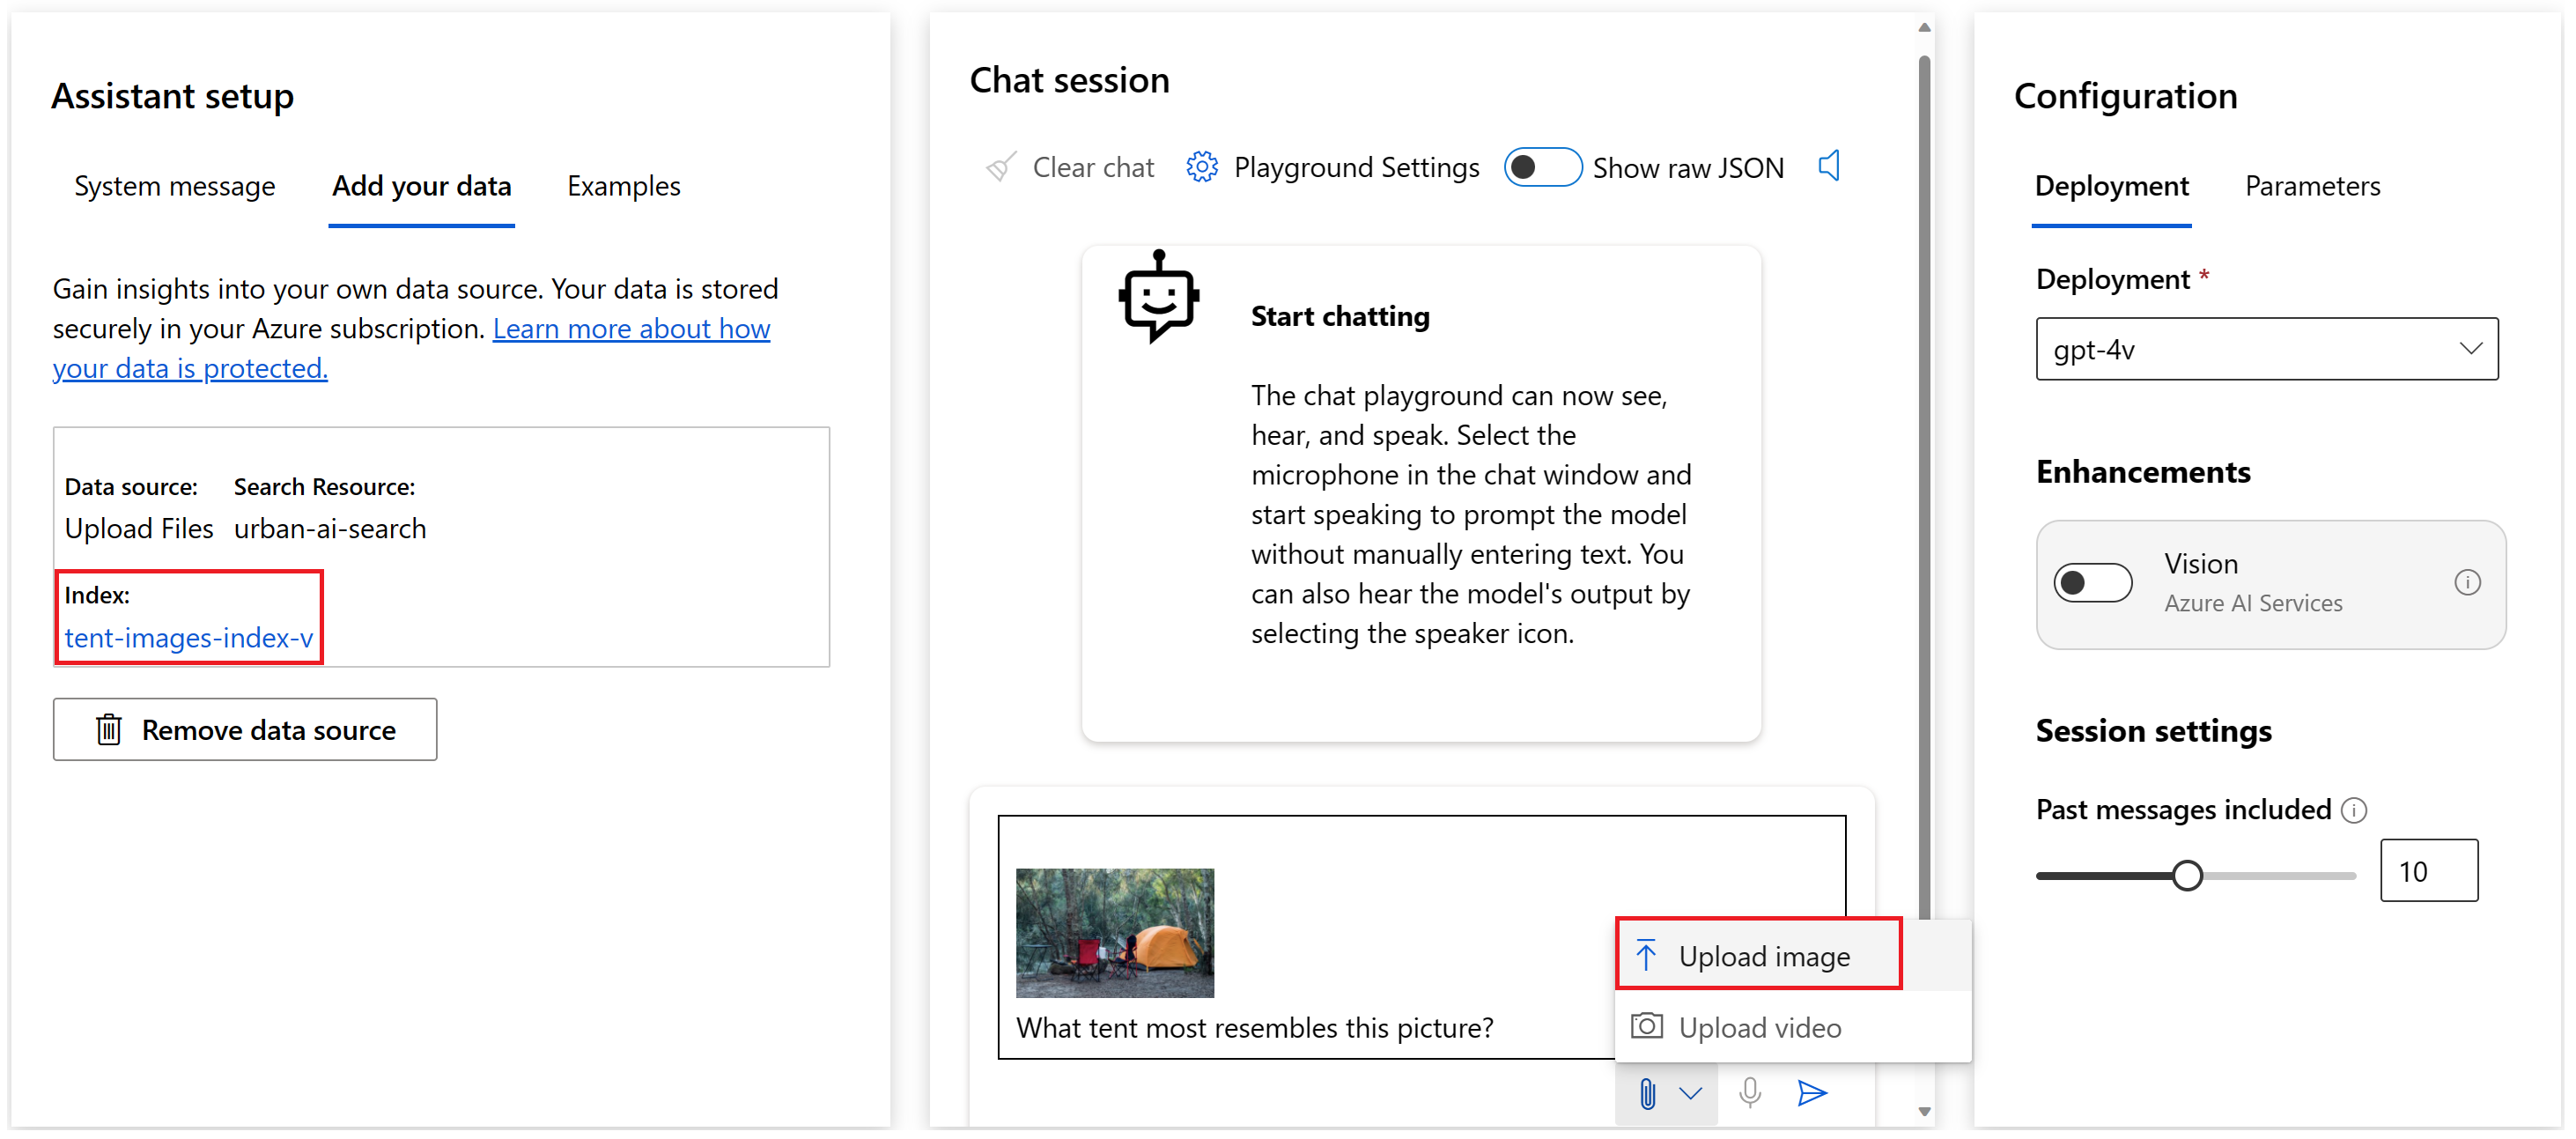 Assistant setup
System message
Add your data
Examples
Gain insights into your own data source. Your data is stored
securely in your Azure subscription. Learn more about how
your data is protected.
Data source:
Search Resource:
Upload Files
urban-ai-search
Index:
tent-images-index-v
Remove data source
Chat session
Clear chat
Playground Settings
Show raw JSON
Start chatting
The chat playground can now see,
hear, and speak. Select the
microphone in the chat window and
start speaking to prompt the model
without manually entering text. You
can also hear the model's output by
selecting the speaker icon.
What tent most resembles this picture?
Upload image
Upload video
Configuration
Deployment
Parameters
Deployment *
gpt-4v
Enhancements
Vision
Azure AI Services
Session settings
Past messages included
10